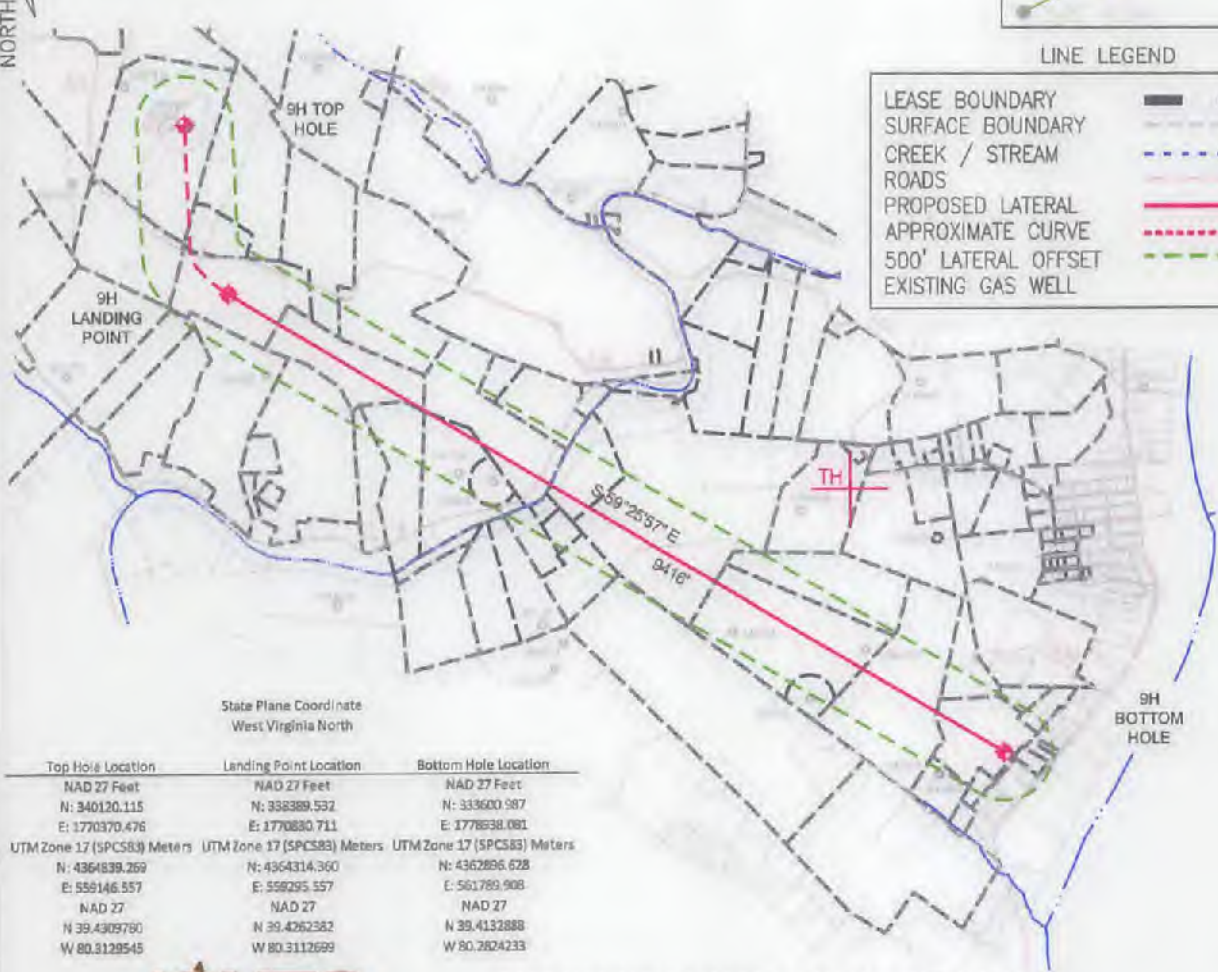 NORTH
LINE LEGEND
LEASE BOUNDARY
SURFACE BOUNDARY
CREEK / STREAM
ROADS
PROPOSED LATERAL
APPROXIMATE CURVE
500' LATERAL OFFSET
EXISTING GAS WELL
9H TOP
HOLE
9H
LANDING
POINT
TH
S 59°25'57" E
9416'
9H
BOTTOM
HOLE
State Plane Coordinate
West Virginia North
Top Hole Location Landing Point Location Bottom Hole Location
NAD 27 Feet NAD 27 Feet NAD 27 Feet
N: 340120.115 N: 338389.532 N: 333600.987
E: 1770370.476 E: 1770830.711 E: 1778938.081
UTM Zone 17 (SPCS83) Meters UTM Zone 17 (SPCS83) Meters UTM Zone 17 (SPCS83) Meters
N: 4364839.269 N: 4364314.360 N: 4362896.628
E: 559146.557 E: 559295.557 E: 561789.908
NAD 27 NAD 27 NAD 27
N 39.4309780 N 39.4262382 N 39.4132888
W 80.3129545 W 80.3112699 W 80.2824233